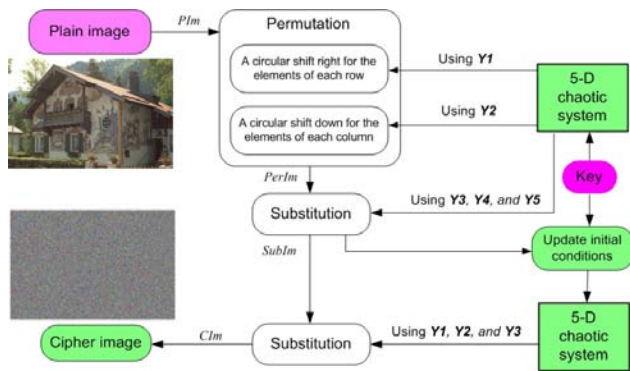 Plain image
PIm
Permutation
A circular shift right for the
elements of each row
Using Y1
5-D
chaotic
system
A circular shift down for the
elements of each column
Using Y2
Key
PerIm
Substitution
Using Y3, Y4, and Y5
SubIm
Update initial
conditions
5-D
chaotic
system
Cipher image
CIm
Substitution
Using Y1, Y2, and Y3